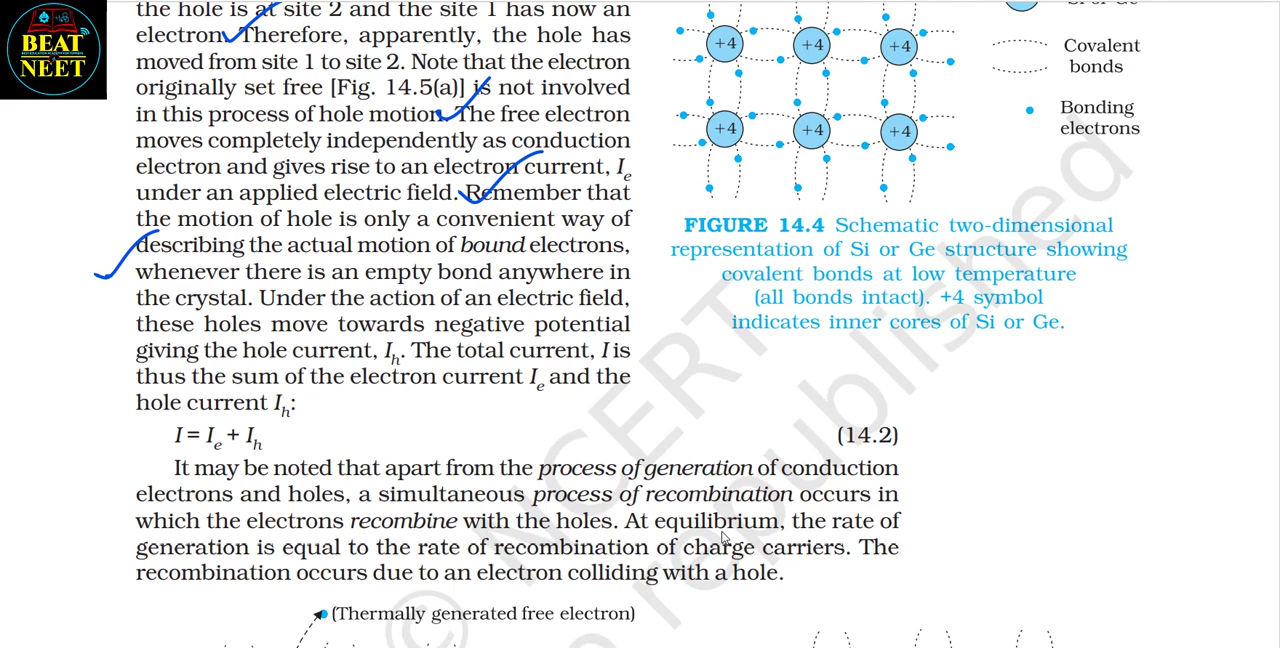 BEAT
NEET
the hole is at site 2 and the site 1 has now an
electron. Therefore, apparently, the hole has
moved from site 1 to site 2. Note that the electron
originally set free [Fig. 14.5(a)] is not involved
in this process of hole motion. The free electron
moves completely independently as conduction
electron and gives rise to an electron current, Ie
under an applied electric field. Remember that
the motion of hole is only a convenient way of
describing the actual motion of bound electrons,
whenever there is an empty bond anywhere in
the crystal. Under the action of an electric field,
these holes move towards negative potential
giving the hole current, Ih. The total current, I is
thus the sum of the electron current Ie and the
hole current Ih:
I = Ie + Ih (14.2)
It may be noted that apart from the process of generation of conduction
electrons and holes, a simultaneous process of recombination occurs in
which the electrons recombine with the holes. At equilibrium, the rate of
generation is equal to the rate of recombination of charge carriers. The
recombination occurs due to an electron colliding with a hole.
(Thermally generated free electron)
Si or Ge
+4 +4 +4
Covalent
bonds
Bonding
electrons
+4 +4 +4
FIGURE 14.4 Schematic two-dimensional
representation of Si or Ge structure showing
covalent bonds at low temperature
(all bonds intact). +4 symbol
indicates inner cores of Si or Ge.
© NCERT
republished